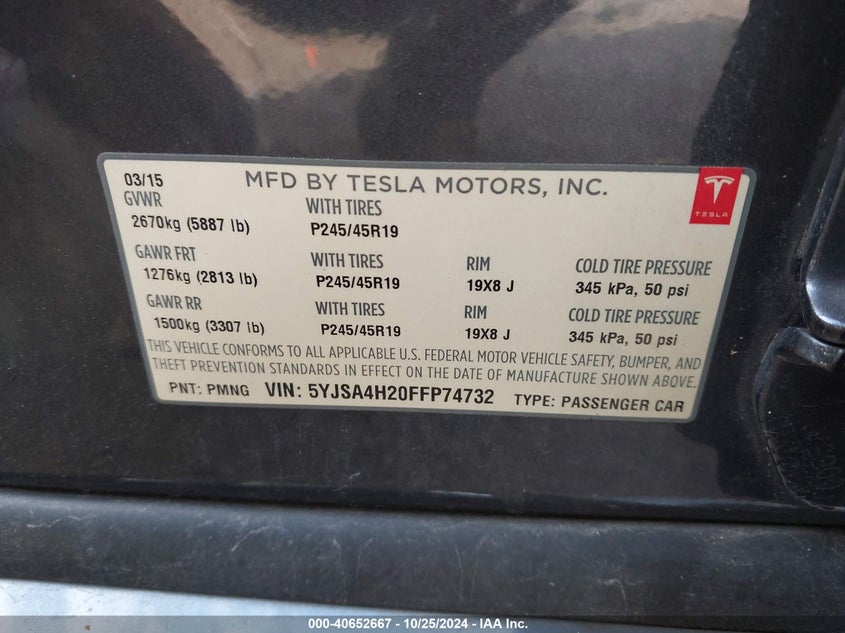 03/15 MFD BY TESLA MOTORS, INC.
GVWR WITH TIRES
TESLA
2670kg (5887 lb) P245/45R19
GAWR FRT WITH TIRES RIM COLD TIRE PRESSURE
1276kg (2813 lb) P245/45R19 19X8 J 345 kPa, 50 psi
GAWR RR WITH TIRES RIM COLD TIRE PRESSURE
1500kg (3307 lb) P245/45R19 19X8 J 345 kPa, 50 psi
THIS VEHICLE CONFORMS TO ALL APPLICABLE U.S. FEDERAL MOTOR VEHICLE SAFETY, BUMPER, AND
THEFT PREVENTION STANDARDS IN EFFECT ON THE DATE OF MANUFACTURE SHOWN ABOVE.
PNT: PMNG VIN: 5YJSA4H20FFP74732 TYPE: PASSENGER CAR
000-40652667 - 10/25/2024 - IAA Inc.